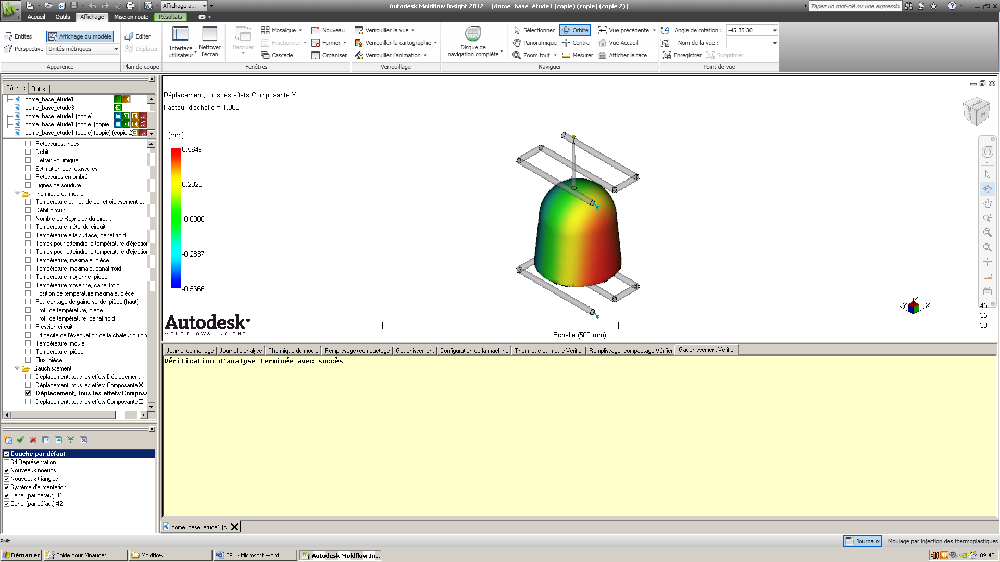 Affichage a...
Autodesk Moldflow Insight 2012 [dome_base_étude1 (copie) (copie) (copie 2)]
Tapez un mot-clé ou une expressio
Accueil Outils Affichage Mise en route Résultats
Entités
Affichage du modèle
Perspective
Unités métriques
Apparence
Editer
Déplacer
Plan de coupe
Interface utilisateur
Nettoyer l'écran
Basculer
Mosaïque
Fractionner
Cascade
Nouveau
Fermer
Organiser
Fenêtres
Verrouiller la vue
Verrouiller la cartographie
Verrouiller l'animation
Verrouillage
Disque de navigation complète
Sélectionner
Panoramique
Zoom tout
Orbite
Centre
Mesurer
Vue précédente
Vue Accueil
Afficher la face
Naviguer
Angle de rotation : -45 35 30
Nom de la vue :
Enregistrer Supprimer
Point de vue
Tâches Outils
dome_base_étude1
dome_base_étude3
dome_base_étude1 (copie)
dome_base_étude1 (copie) (copie)
dome_base_étude1 (copie) (copie) (copie 2)
Retassures, index
Débit
Retrait volumique
Estimation des retassures
Retassures en ombré
Lignes de soudure
Thermique du moule
Température du liquide de refroidissement du
Débit circuit
Nombre de Reynolds du circuit
Température métal du circuit
Température à la surface, canal froid
Temps pour atteindre la température d'éjection
Temps pour atteindre la température d'éjection
Température, maximale, pièce
Température, maximale, canal froid
Température moyenne, pièce
Température moyenne, canal froid
Position de température maximale, pièce
Pourcentage de gaine solide, pièce (haut)
Profil de température, pièce
Profil de température, canal froid
Pression circuit
Efficacité de l'évacuation de la chaleur du circ
Température, moule
Température, pièce
Flux, pièce
Gauchissement
Déplacement, tous les effets:Déplacement
Déplacement, tous les effets:Composante X
Déplacement, tous les effets:Composa
Déplacement, tous les effets:Composante Z
Couche par défaut
Stl Représentation
Nouveaux noeuds
Nouveaux triangles
Système d'alimentation
Canal (par défaut) #1
Canal (par défaut) #2
Déplacement, tous les effets:Composante Y
Facteur d'échelle = 1.000
[mm]
0.5649
0.2820
-0.0008
-0.2837
-0.5666
Autodesk®
MOLDFLOW® INSIGHT
Échelle (500 mm)
Z
Y X
-45
35
30
Journal de maillage Journal d'analyse Thermique du moule Remplissage+compactage Gauchissement Configuration de la machine Thermique du moule-Vérifier Remplissage+compactage-Vérifier Gauchissement-Vérifier
Vérification d'analyse terminée avec succès
dome_base_étude1 (c..
Prêt
Journaux
Moulage par injection des thermoplastiques
Démarrer Solde pour Mnaudat Moldflow TP1 - Microsoft Word Autodesk Moldflow In... 09:40